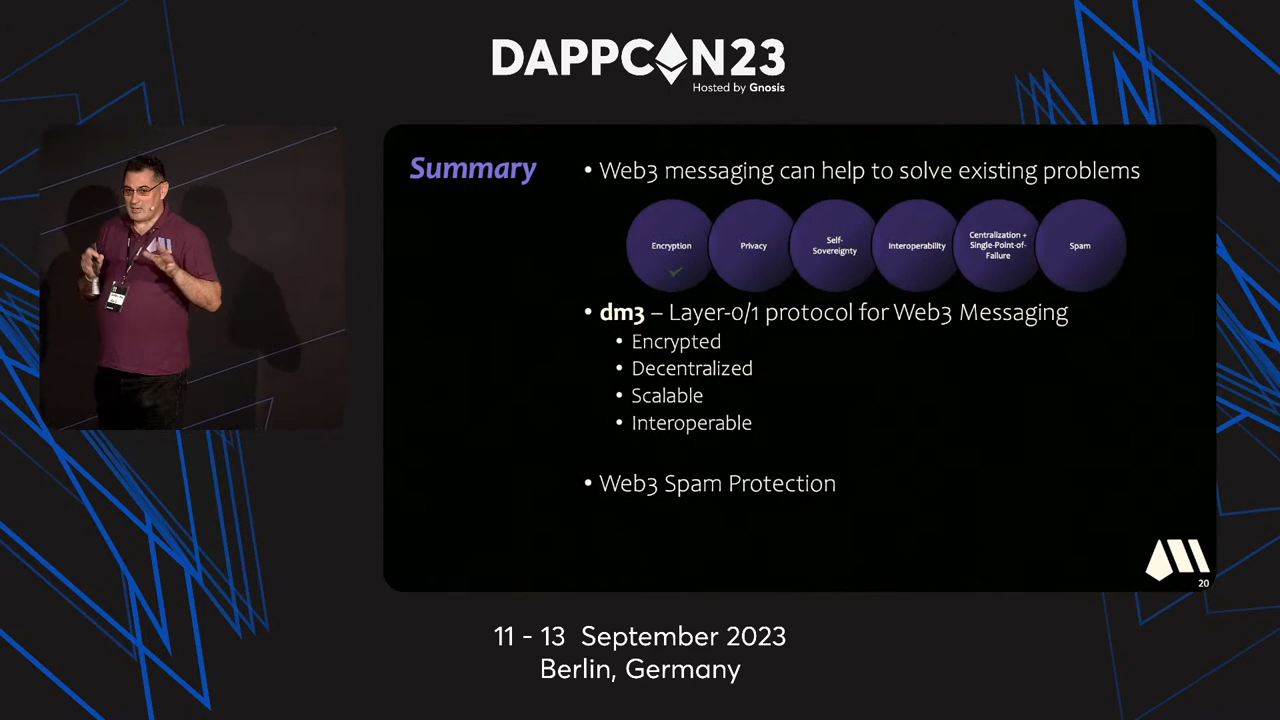 DAPPCON23
Hosted by Gnosis
Summary
• Web3 messaging can help to solve existing problems
Encryption
Privacy
Self-
Sovereignty
Interoperability
Centralization +
Single-Point-of-
Failure
Spam
• dm3 – Layer-0/1 protocol for Web3 Messaging
• Encrypted
• Decentralized
• Scalable
• Interoperable
• Web3 Spam Protection
20
11 - 13 September 2023
Berlin, Germany